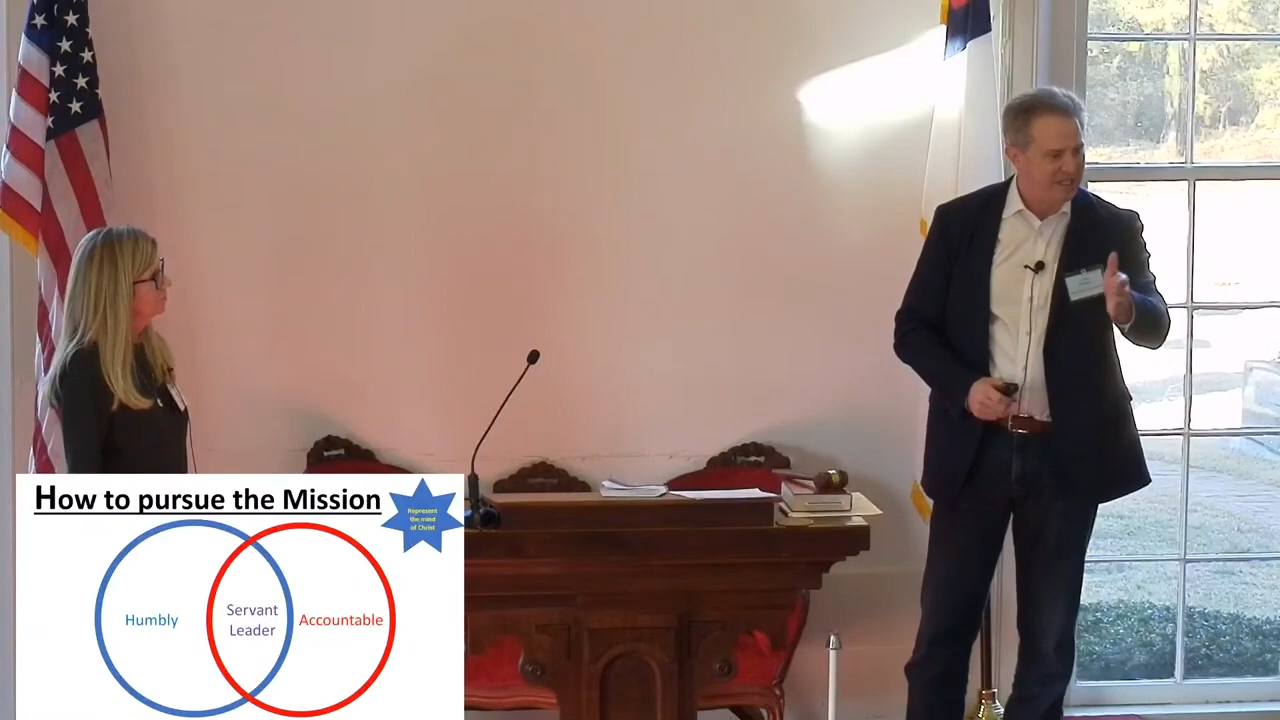 How to pursue the Mission
Represent
the mind
of Christ
Humbly
Servant
Leader
Accountable